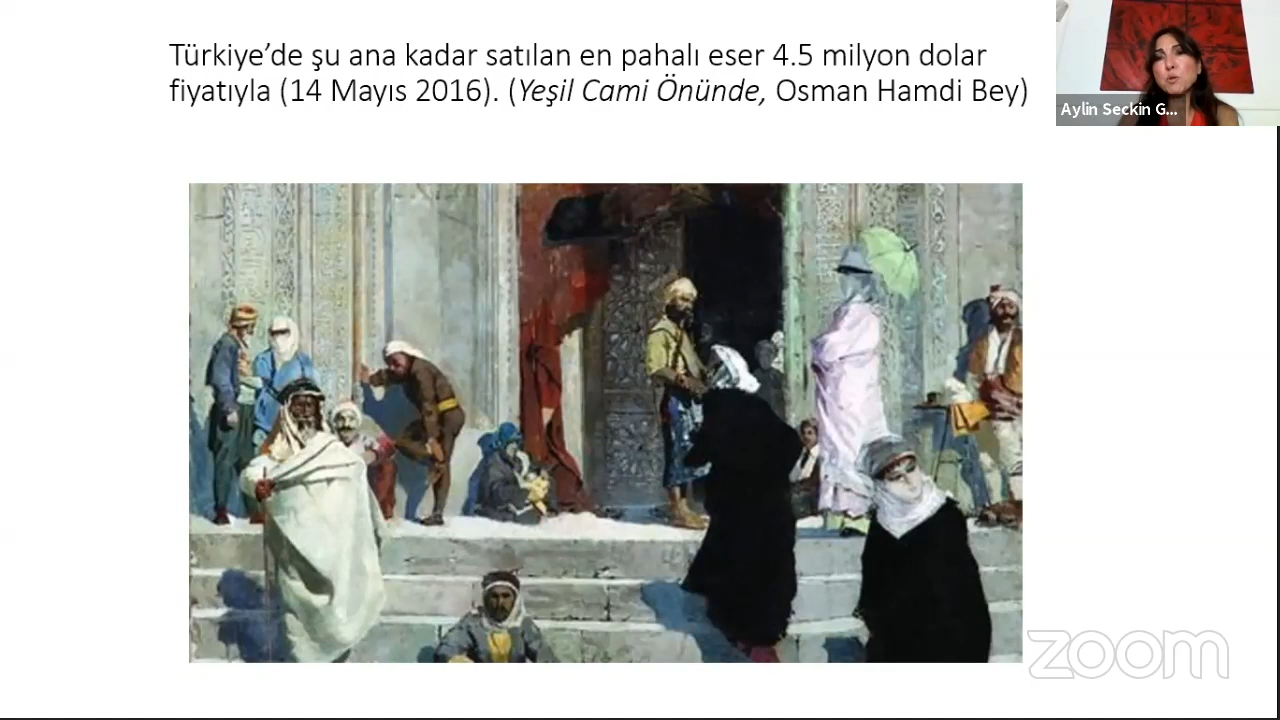 Türkiye’de şu ana kadar satılan en pahalı eser 4.5 milyon dolar
fiyatıyla (14 Mayıs 2016). (Yeşil Cami Önünde, Osman Hamdi Bey)
Aylin Seckin G...
zoom